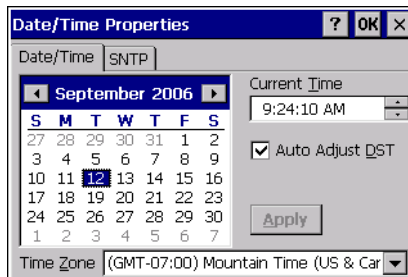 Date/Time Properties ? OK ×
Date/Time SNTP
September 2006
S M T W T F S
27 28 29 30 31 1 2
3 4 5 6 7 8 9
10 11 12 13 14 15 16
17 18 19 20 21 22 23
24 25 26 27 28 29 30
1 2 3 4 5 6 7
Current Time
9:24:10 AM
Auto Adjust DST
Apply
Time Zone (GMT-07:00) Mountain Time (US & Car